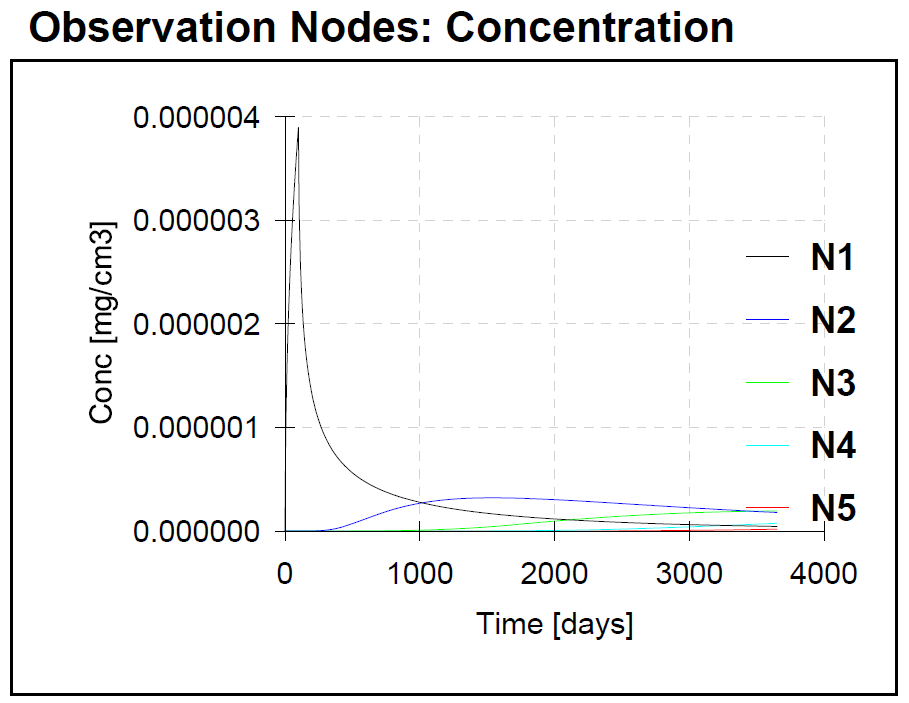 Observation Nodes: Concentration
0.000004
0.000003
0.000002
0.000001
0.000000
Conc [mg/cm3]
0 1000 2000 3000 4000
Time [days]
N1
N2
N3
N4
N5